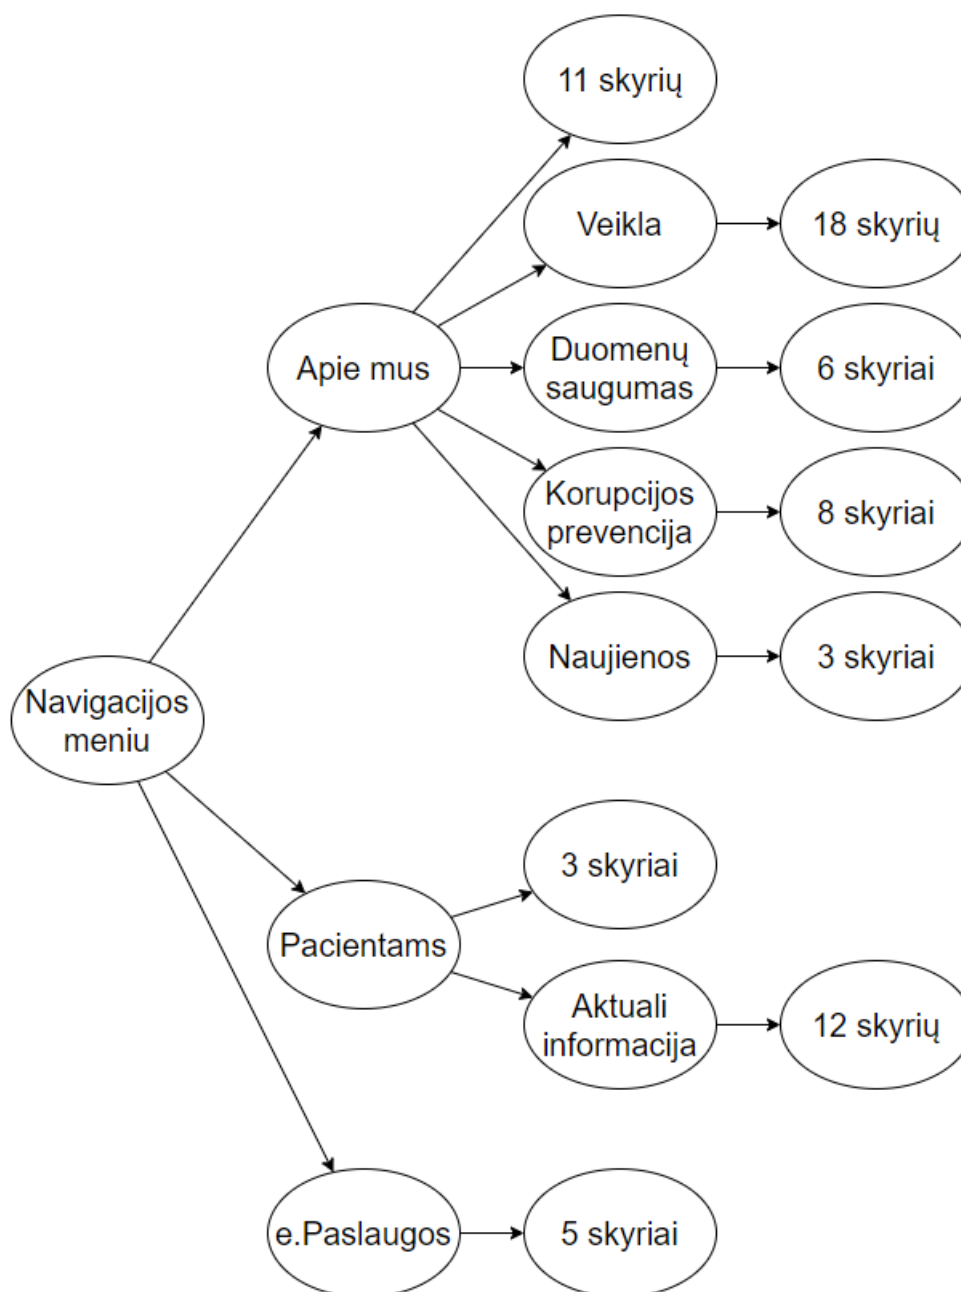 11 skyrių
Veikla
18 skyrių
Apie mus
Duomenų
saugumas
6 skyriai
Korupcijos
prevencija
8 skyriai
Naujienos
3 skyriai
Navigacijos
meniu
3 skyriai
Pacientams
Aktuali
informacija
12 skyrių
e.Paslaugos
5 skyriai